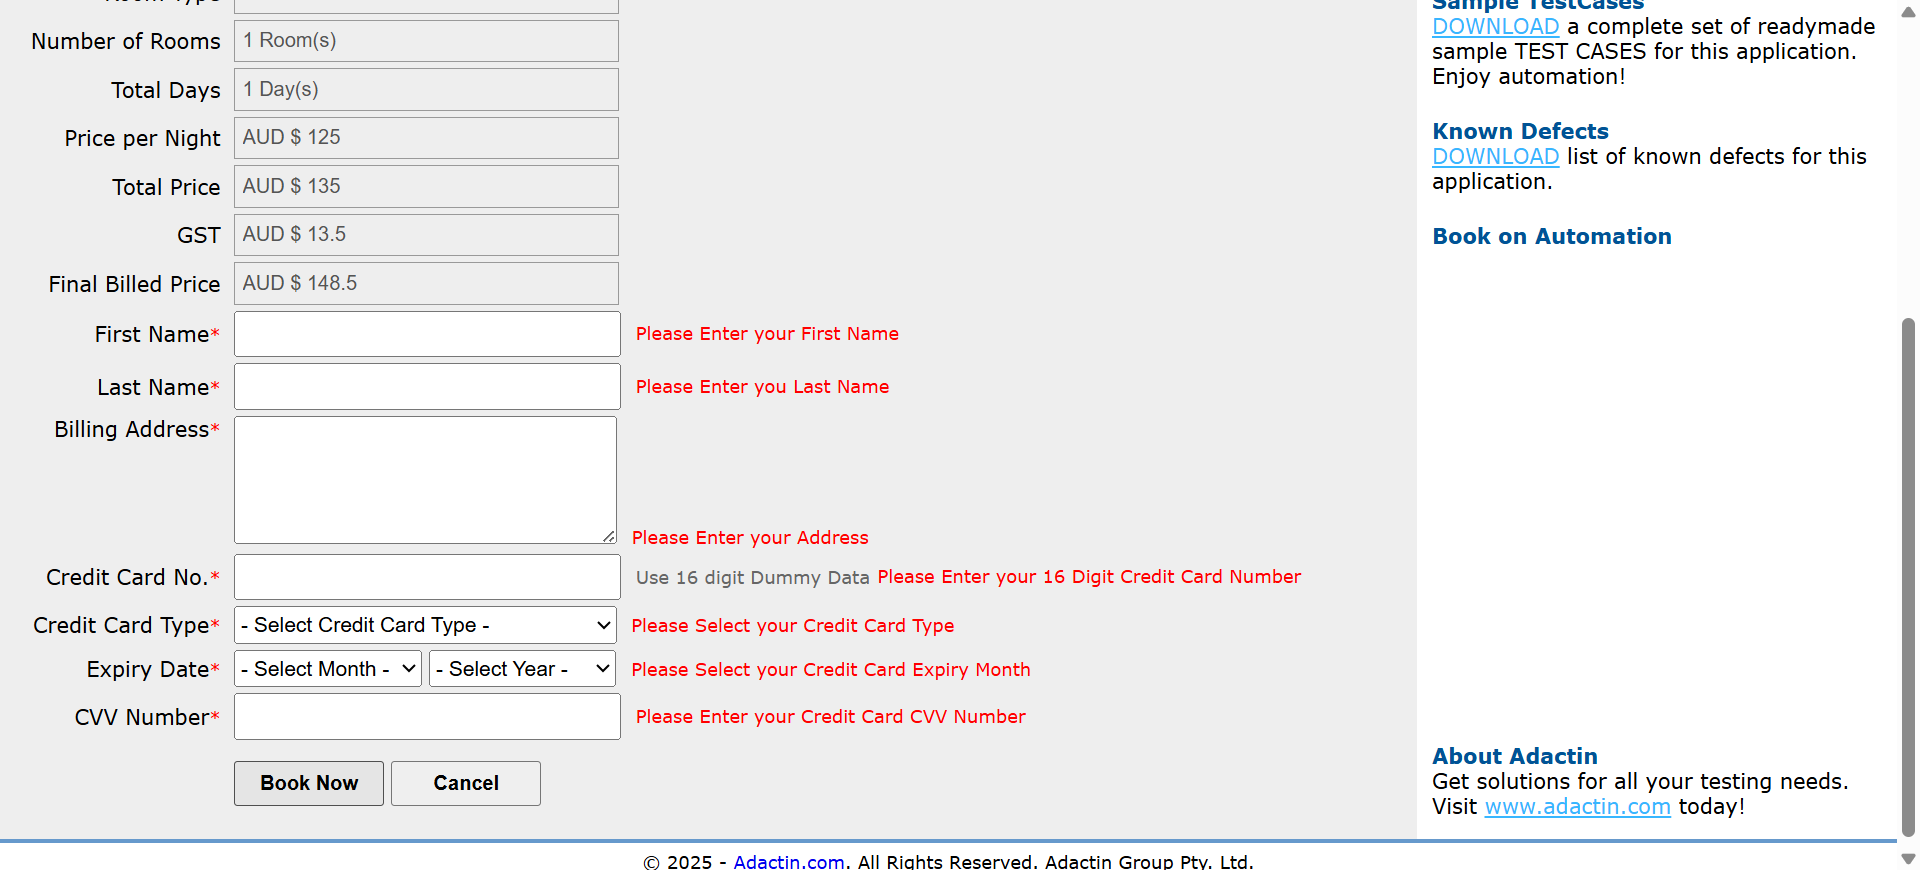 Room Type
Number of Rooms 1 Room(s)
Total Days 1 Day(s)
Price per Night AUD $ 125
Total Price AUD $ 135
GST AUD $ 13.5
Final Billed Price AUD $ 148.5
First Name* Please Enter your First Name
Last Name* Please Enter you Last Name
Billing Address*
Please Enter your Address
Credit Card No.* Use 16 digit Dummy Data Please Enter your 16 Digit Credit Card Number
Credit Card Type* - Select Credit Card Type - Please Select your Credit Card Type
Expiry Date* - Select Month - - Select Year - Please Select your Credit Card Expiry Month
CVV Number* Please Enter your Credit Card CVV Number
Book Now Cancel
Sample TestCases
DOWNLOAD a complete set of readymade
sample TEST CASES for this application.
Enjoy automation!
Known Defects
DOWNLOAD list of known defects for this
application.
Book on Automation
About Adactin
Get solutions for all your testing needs.
Visit www.adactin.com today!
© 2025 - Adactin.com. All Rights Reserved. Adactin Group Pty. Ltd.